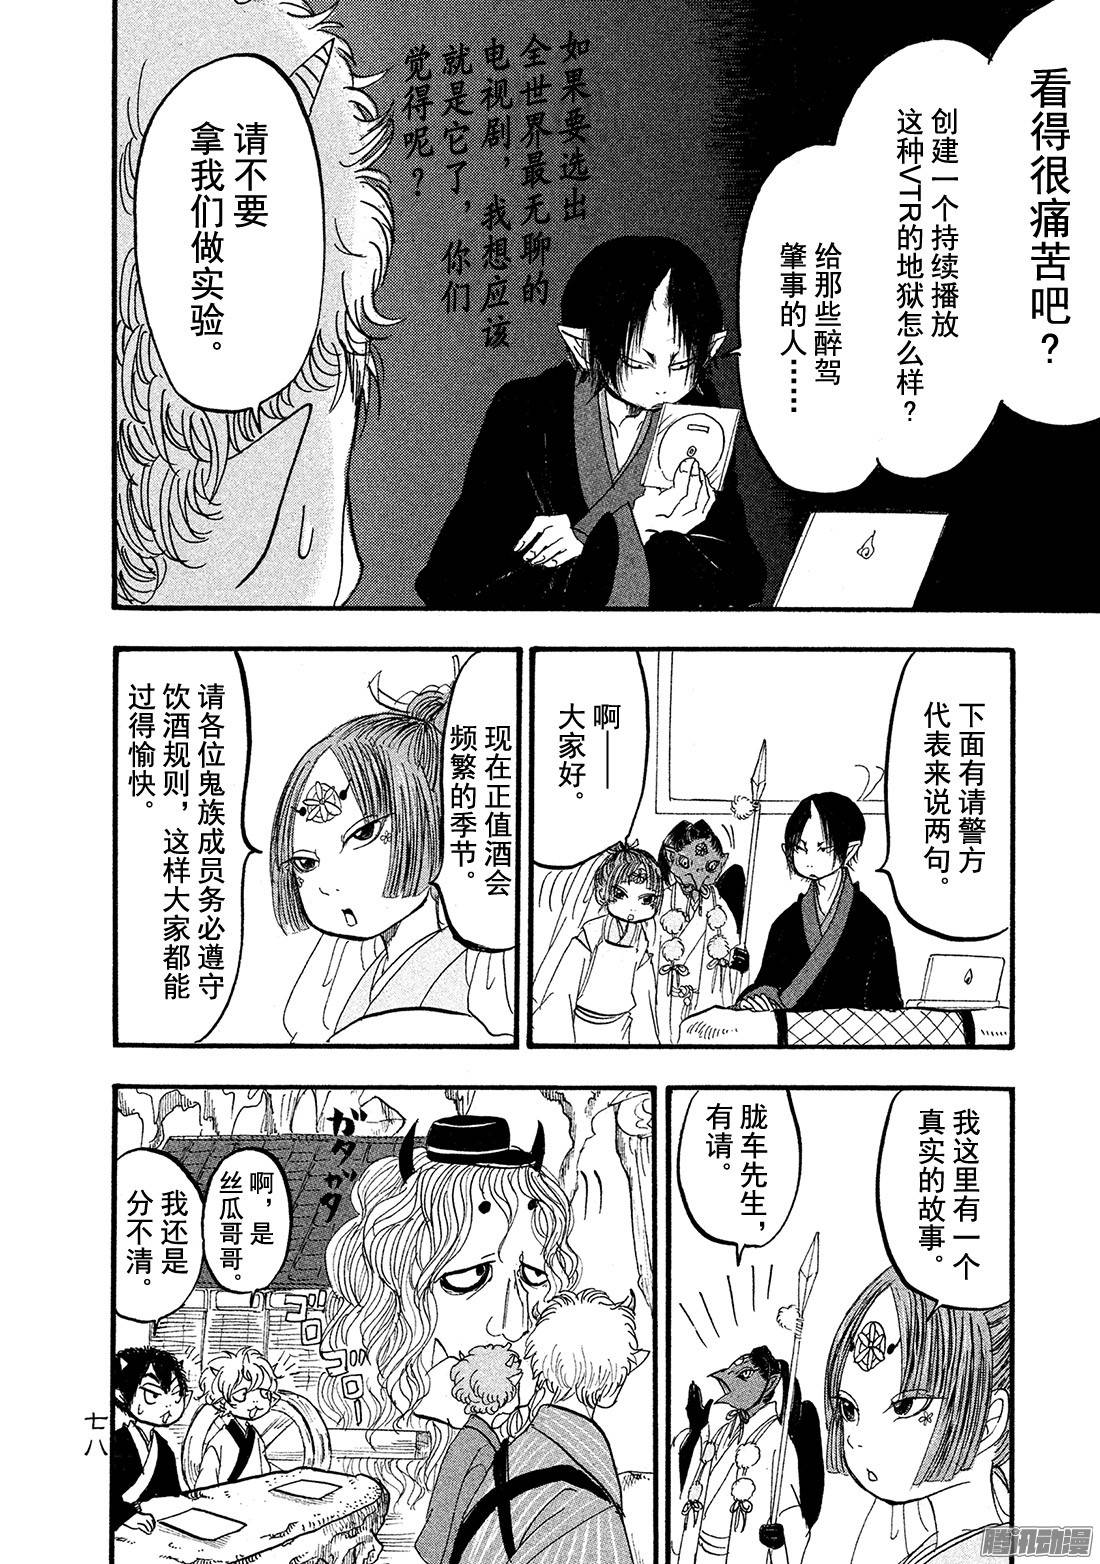 看得很痛苦吧？
创建一个持续播放
这种VTR的地狱怎么样？
给那些醉驾
肇事的人……
如果要选出
全世界最无聊的
电视剧，我想应该
就是它了，你们
觉得呢？
请不要
拿我们做实验。
下面有请警方
代表来说两句。
啊——
大家好。
现在正值酒会
频繁的季节。
请各位鬼族成员务必遵守
饮酒规则，这样大家都能
过得愉快。
我这里有一个
真实的故事。
胧车先生，
有请。
ガタガタ
ゴロ
ゴロ
啊，是
丝瓜哥哥。
我还是
分不清。
七八
腾讯动漫